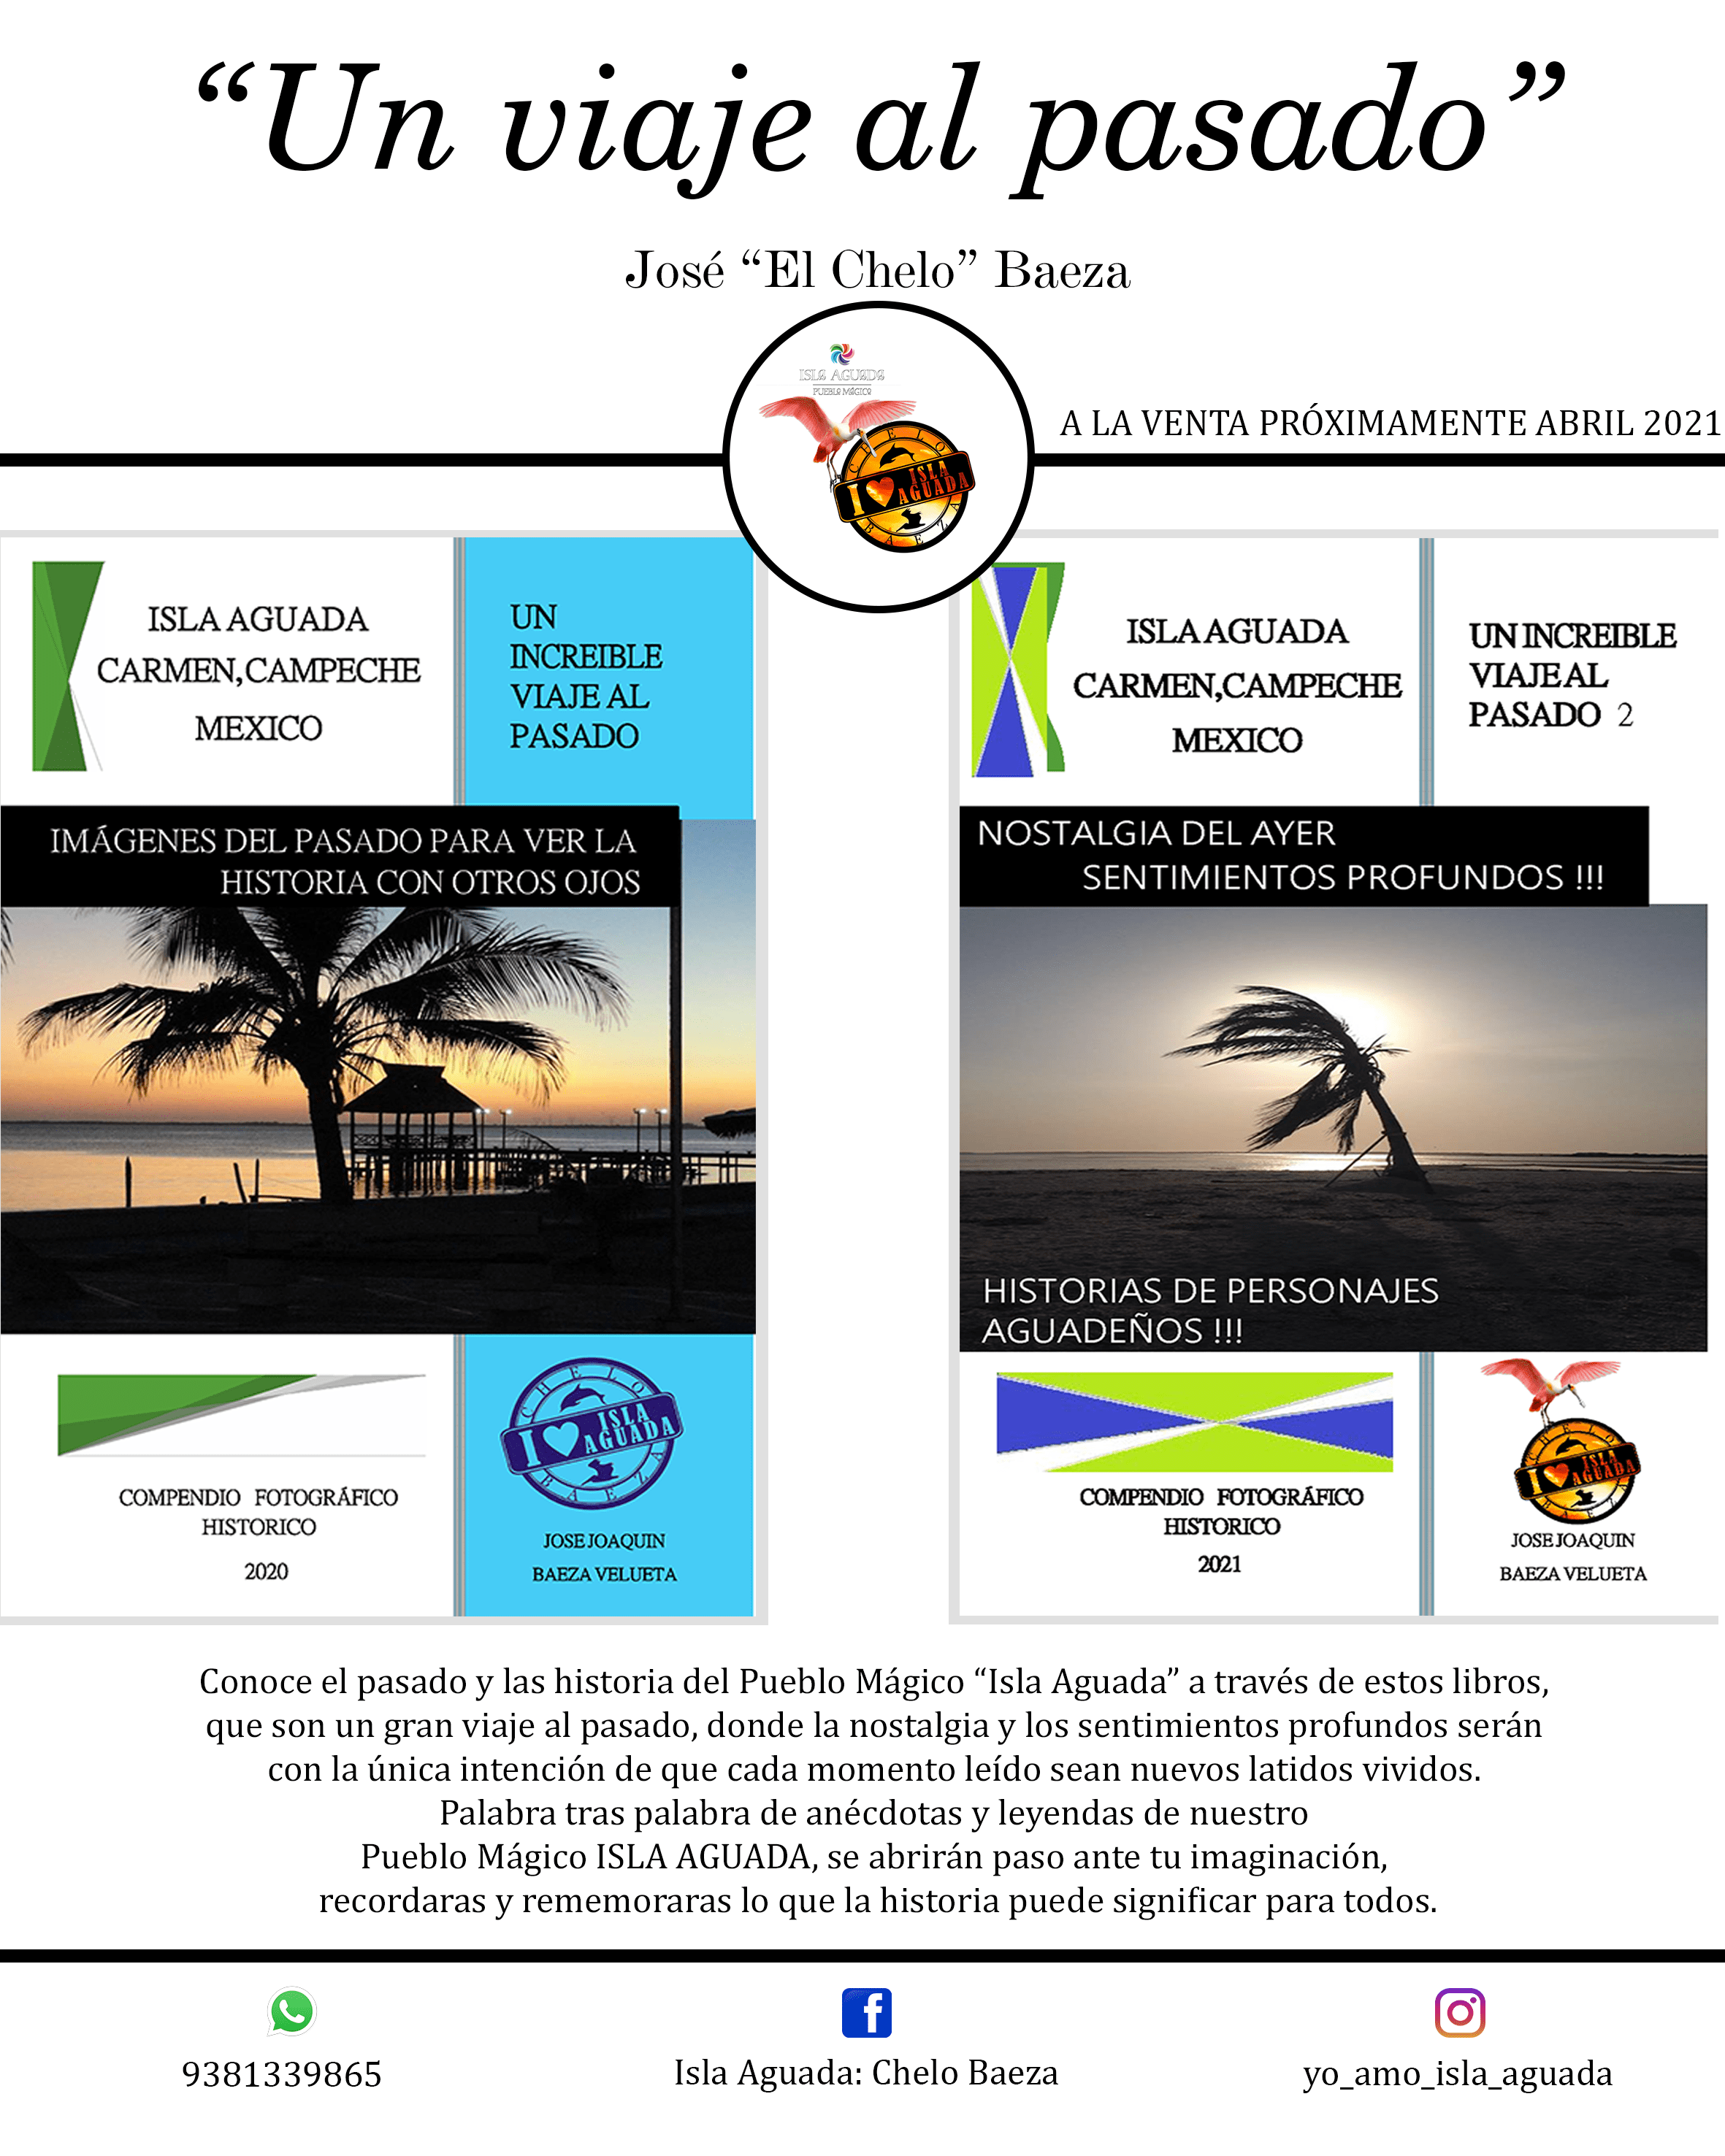 “Un viaje al pasado”
José “El Chelo” Baeza
ISLA AGUADA
PUEBLO MÁGICO
CHELO
I ISLA
AGUADA
BAEZA
A LA VENTA PRÓXIMAMENTE ABRIL 2021
ISLA AGUADA
CARMEN, CAMPECHE
MEXICO
UN
INCREIBLE
VIAJE AL
PASADO
IMÁGENES DEL PASADO PARA VER LA
HISTORIA CON OTROS OJOS
COMPENDIO FOTOGRÁFICO
HISTORICO
2020
CHELO
I ISLA
AGUADA
BAEZA
JOSE JOAQUIN
BAEZA VELUETA
ISLA AGUADA
CARMEN, CAMPECHE
MEXICO
UN INCREIBLE
VIAJE AL
PASADO 2
NOSTALGIA DEL AYER
SENTIMIENTOS PROFUNDOS !!!
HISTORIAS DE PERSONAJES
AGUADEÑOS !!!
COMPENDIO FOTOGRÁFICO
HISTORICO
2021
CHELO
I ISLA
AGUADA
BAEZA
JOSE JOAQUIN
BAEZA VELUETA
Conoce el pasado y las historia del Pueblo Mágico “Isla Aguada” a través de estos libros,
que son un gran viaje al pasado, donde la nostalgia y los sentimientos profundos serán
con la única intención de que cada momento leído sean nuevos latidos vividos.
Palabra tras palabra de anécdotas y leyendas de nuestro
Pueblo Mágico ISLA AGUADA, se abrirán paso ante tu imaginación,
recordaras y rememoraras lo que la historia puede significar para todos.
9381339865
Isla Aguada: Chelo Baeza
yo_amo_isla_aguada